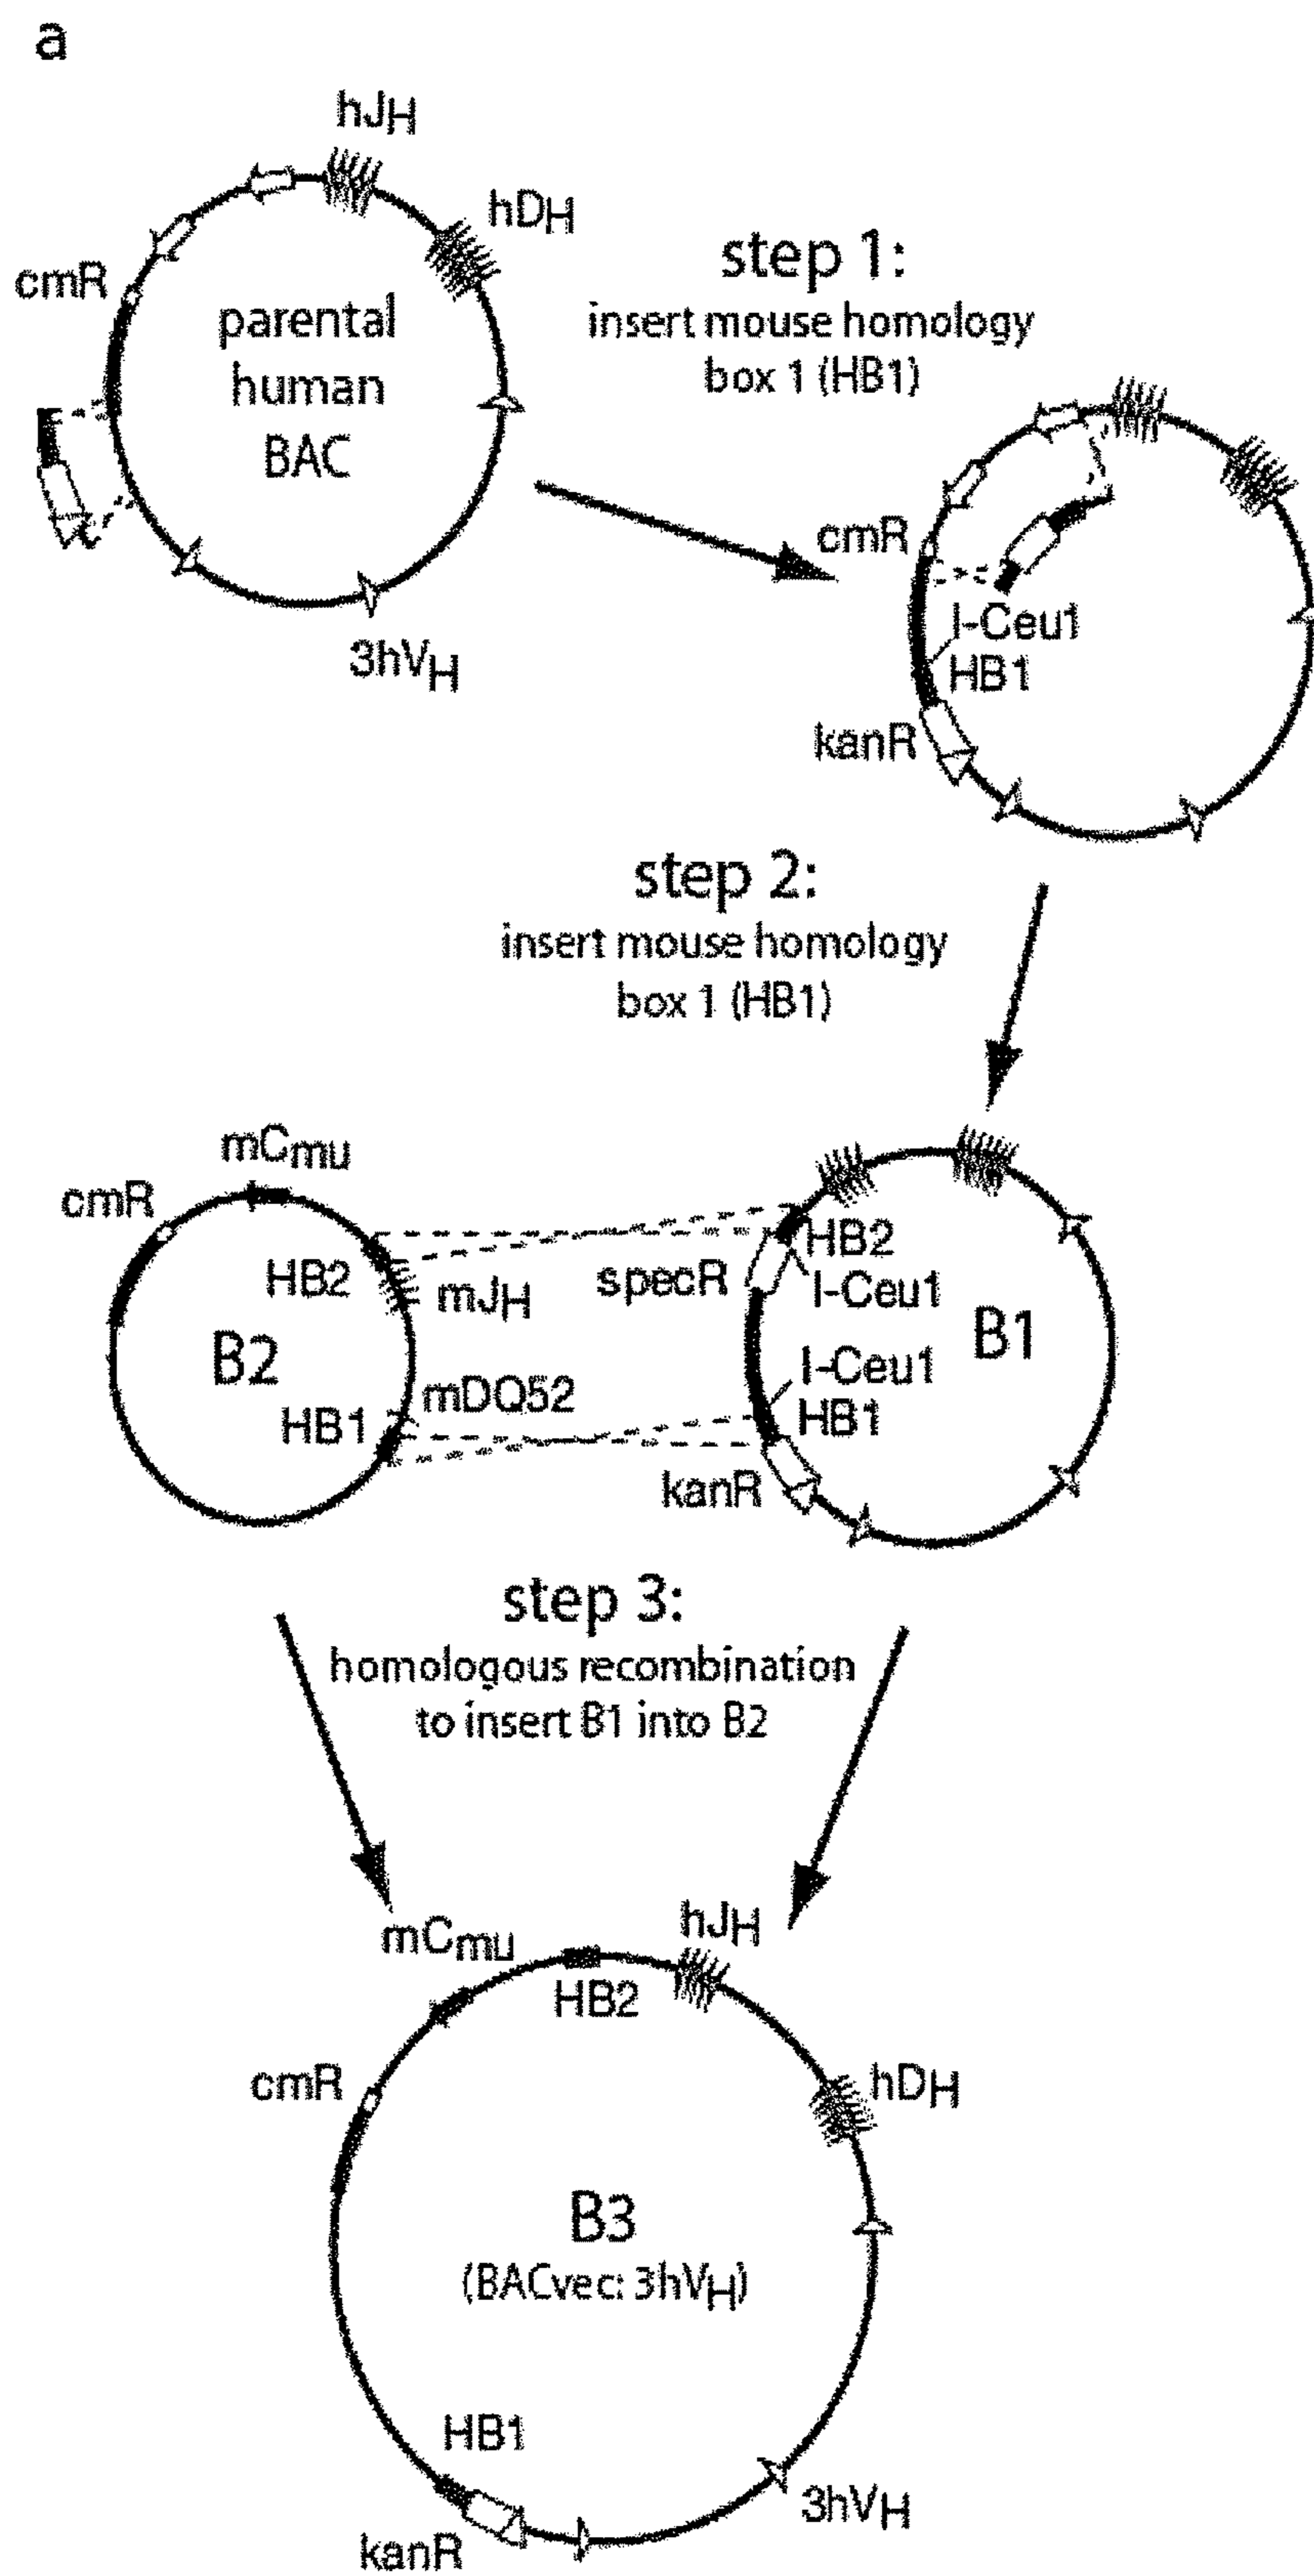 a
hJH
hDH
cmR
parental
human
BAC
3hVH
step 1:
insert mouse homology
box 1 (HB1)
cmR
I-Ceu1
HB1
kanR
step 2:
insert mouse homology
box 1 (HB1)
mCmu
cmR
HB2
mJH
B2
mDQ52
HB1
HB2
specR
I-Ceu1
B1
I-Ceu1
HB1
kanR
step 3:
homologous recombination
to insert B1 into B2
mCmu
hJH
HB2
cmR
hDH
B3
(BACvec: 3hVH)
HB1
3hVH
kanR